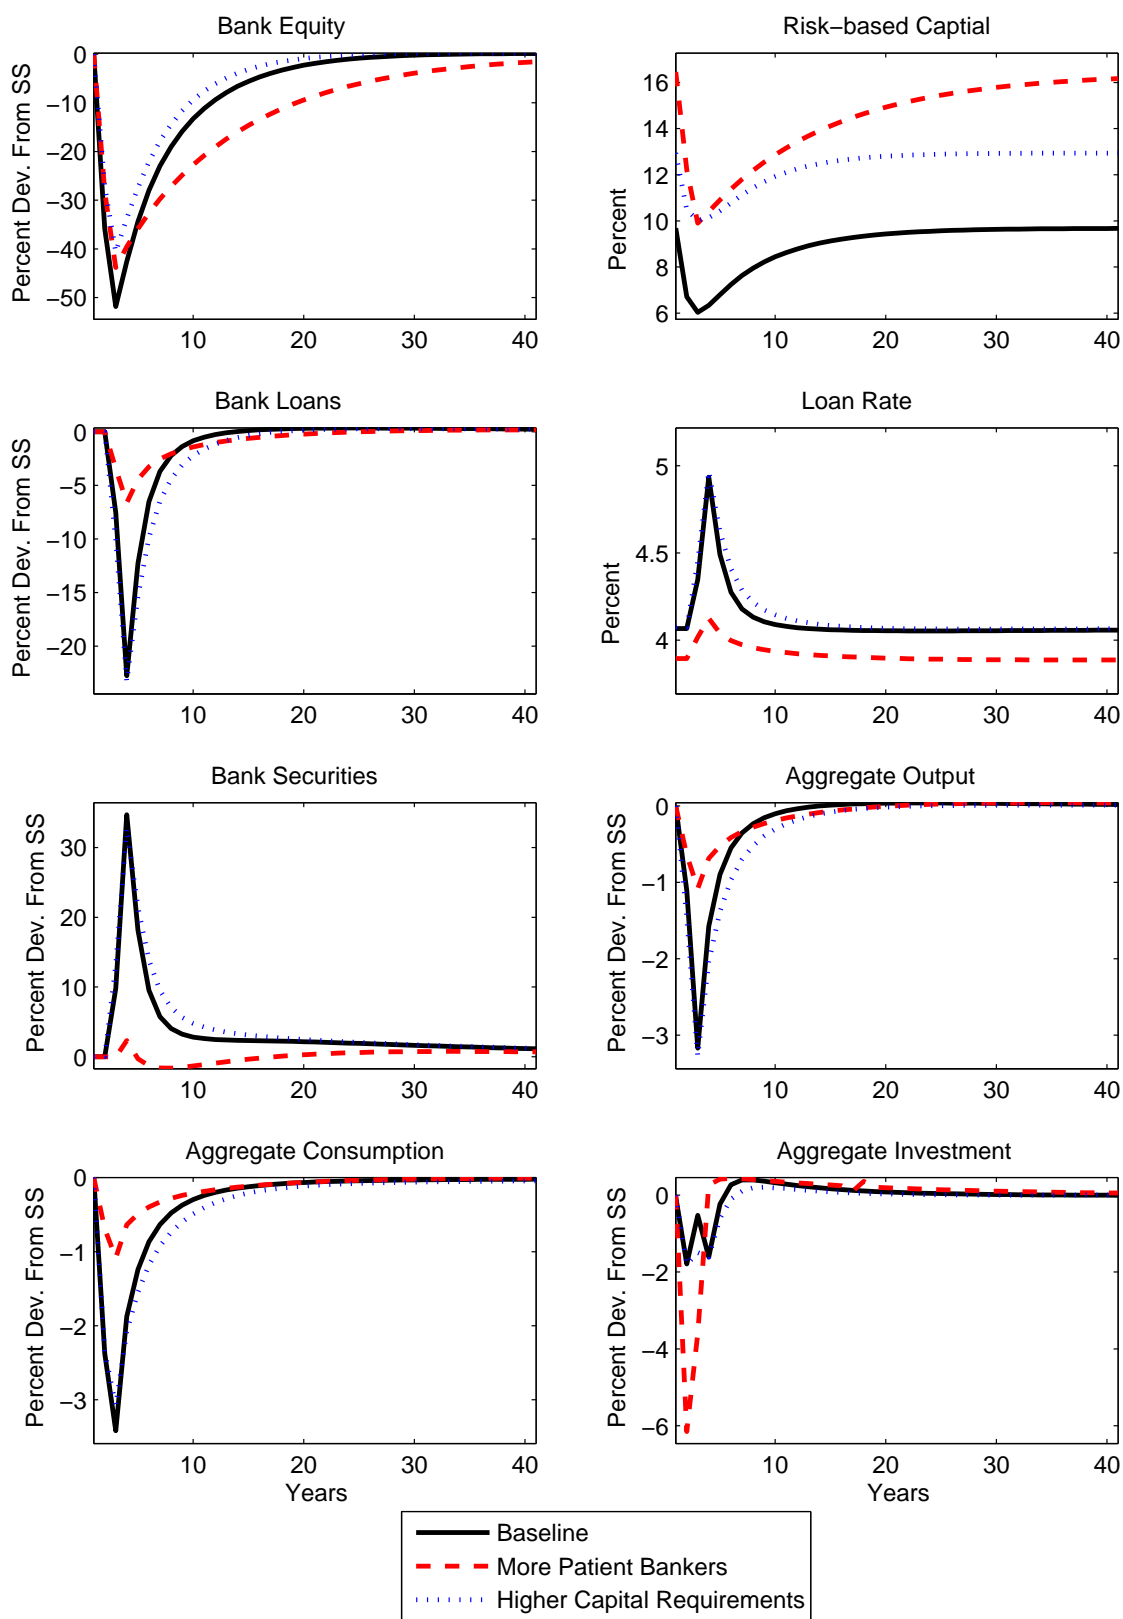 Bank Equity
Percent Dev. From SS
0
−10
−20
−30
−40
−50
10 20 30 40
Risk−based Captial
Percent
16
14
12
10
8
6
10 20 30 40
Bank Loans
Percent Dev. From SS
0
−5
−10
−15
−20
10 20 30 40
Loan Rate
Percent
5
4.5
4
10 20 30 40
Bank Securities
Percent Dev. From SS
30
20
10
0
10 20 30 40
Aggregate Output
Percent Dev. From SS
0
−1
−2
−3
10 20 30 40
Aggregate Consumption
Percent Dev. From SS
0
−1
−2
−3
10 20 30 40
Years
Aggregate Investment
Percent Dev. From SS
0
−2
−4
−6
10 20 30 40
Years
Baseline
More Patient Bankers
Higher Capital Requirements